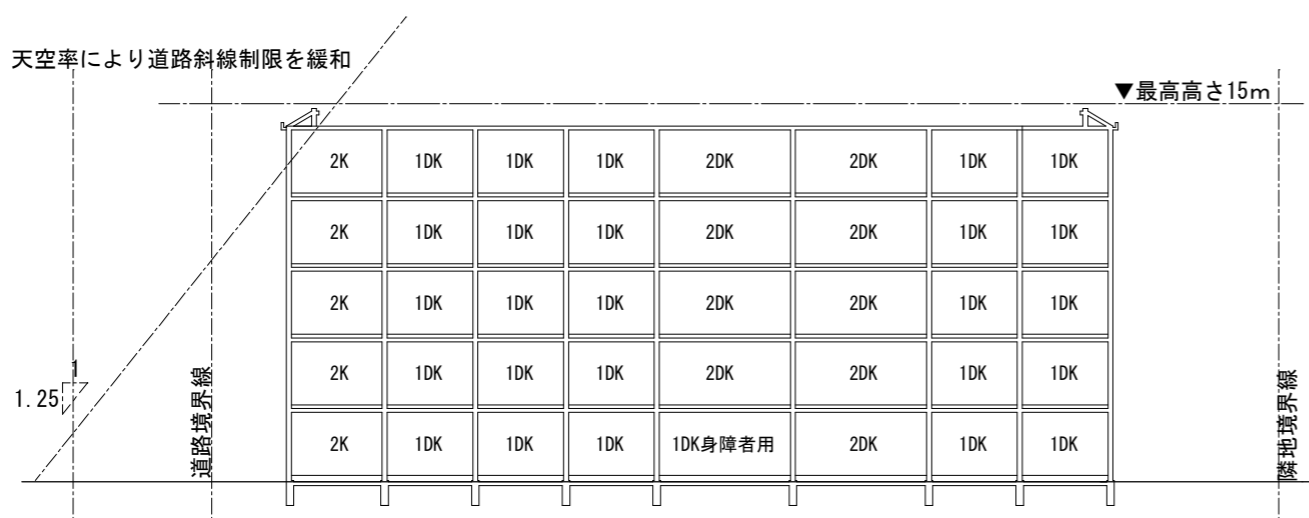 天空率により道路斜線制限を緩和
▼最高高さ15m
2K 1DK 1DK 1DK 2DK 2DK 1DK 1DK
2K 1DK 1DK 1DK 2DK 2DK 1DK 1DK
2K 1DK 1DK 1DK 2DK 2DK 1DK 1DK
2K 1DK 1DK 1DK 2DK 2DK 1DK 1DK
2K 1DK 1DK 1DK 1DK身障者用 2DK 1DK 1DK
1
1.25
道路境界線
隣地境界線